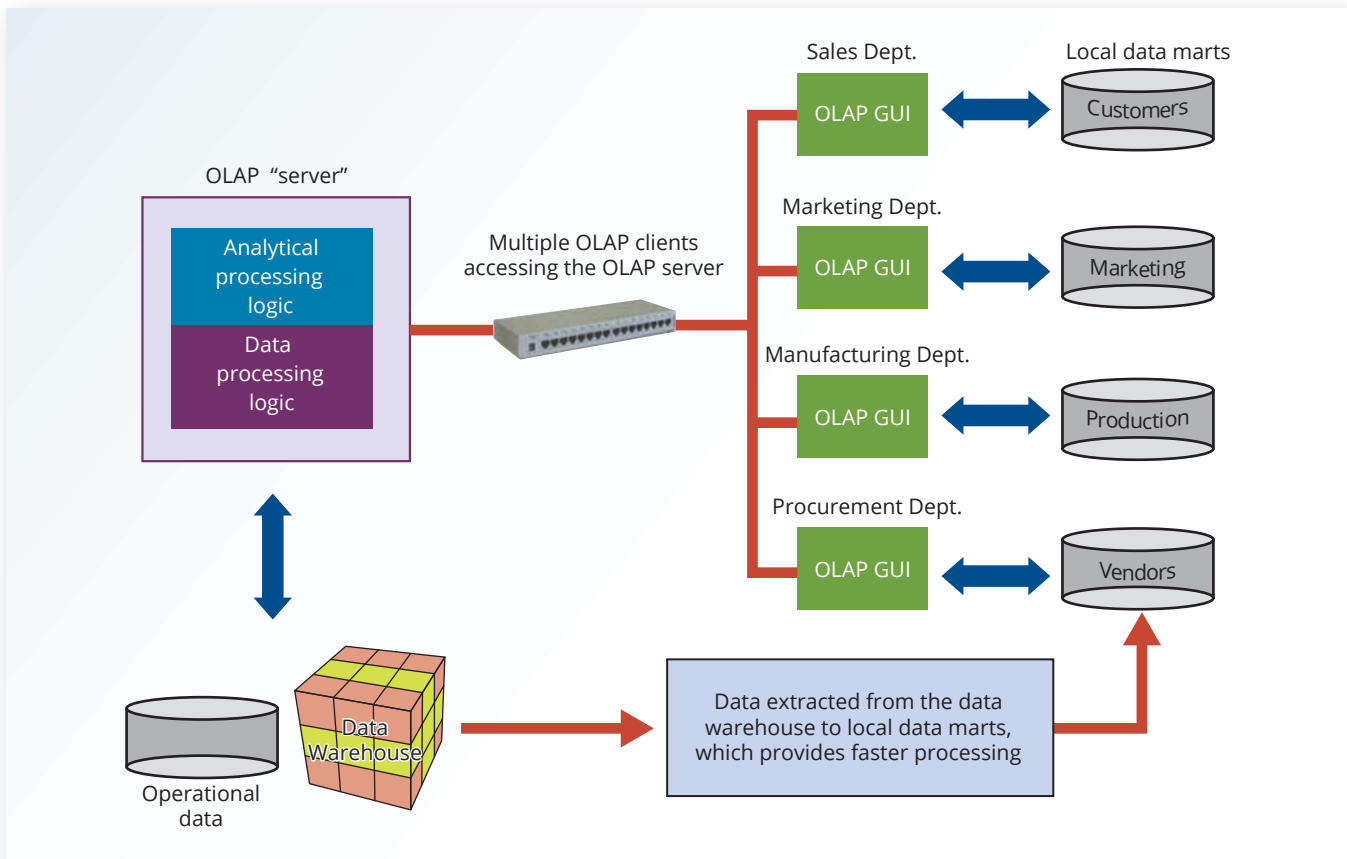 Sales Dept.
Local data marts
OLAP GUI
Customers
OLAP “server”
Analytical
processing
logic
Data
processing
logic
Multiple OLAP clients
accessing the OLAP server
Marketing Dept.
OLAP GUI
Marketing
Manufacturing Dept.
OLAP GUI
Production
Procurement Dept.
OLAP GUI
Vendors
Operational
data
Data
Warehouse
Data extracted from the data
warehouse to local data marts,
which provides faster processing